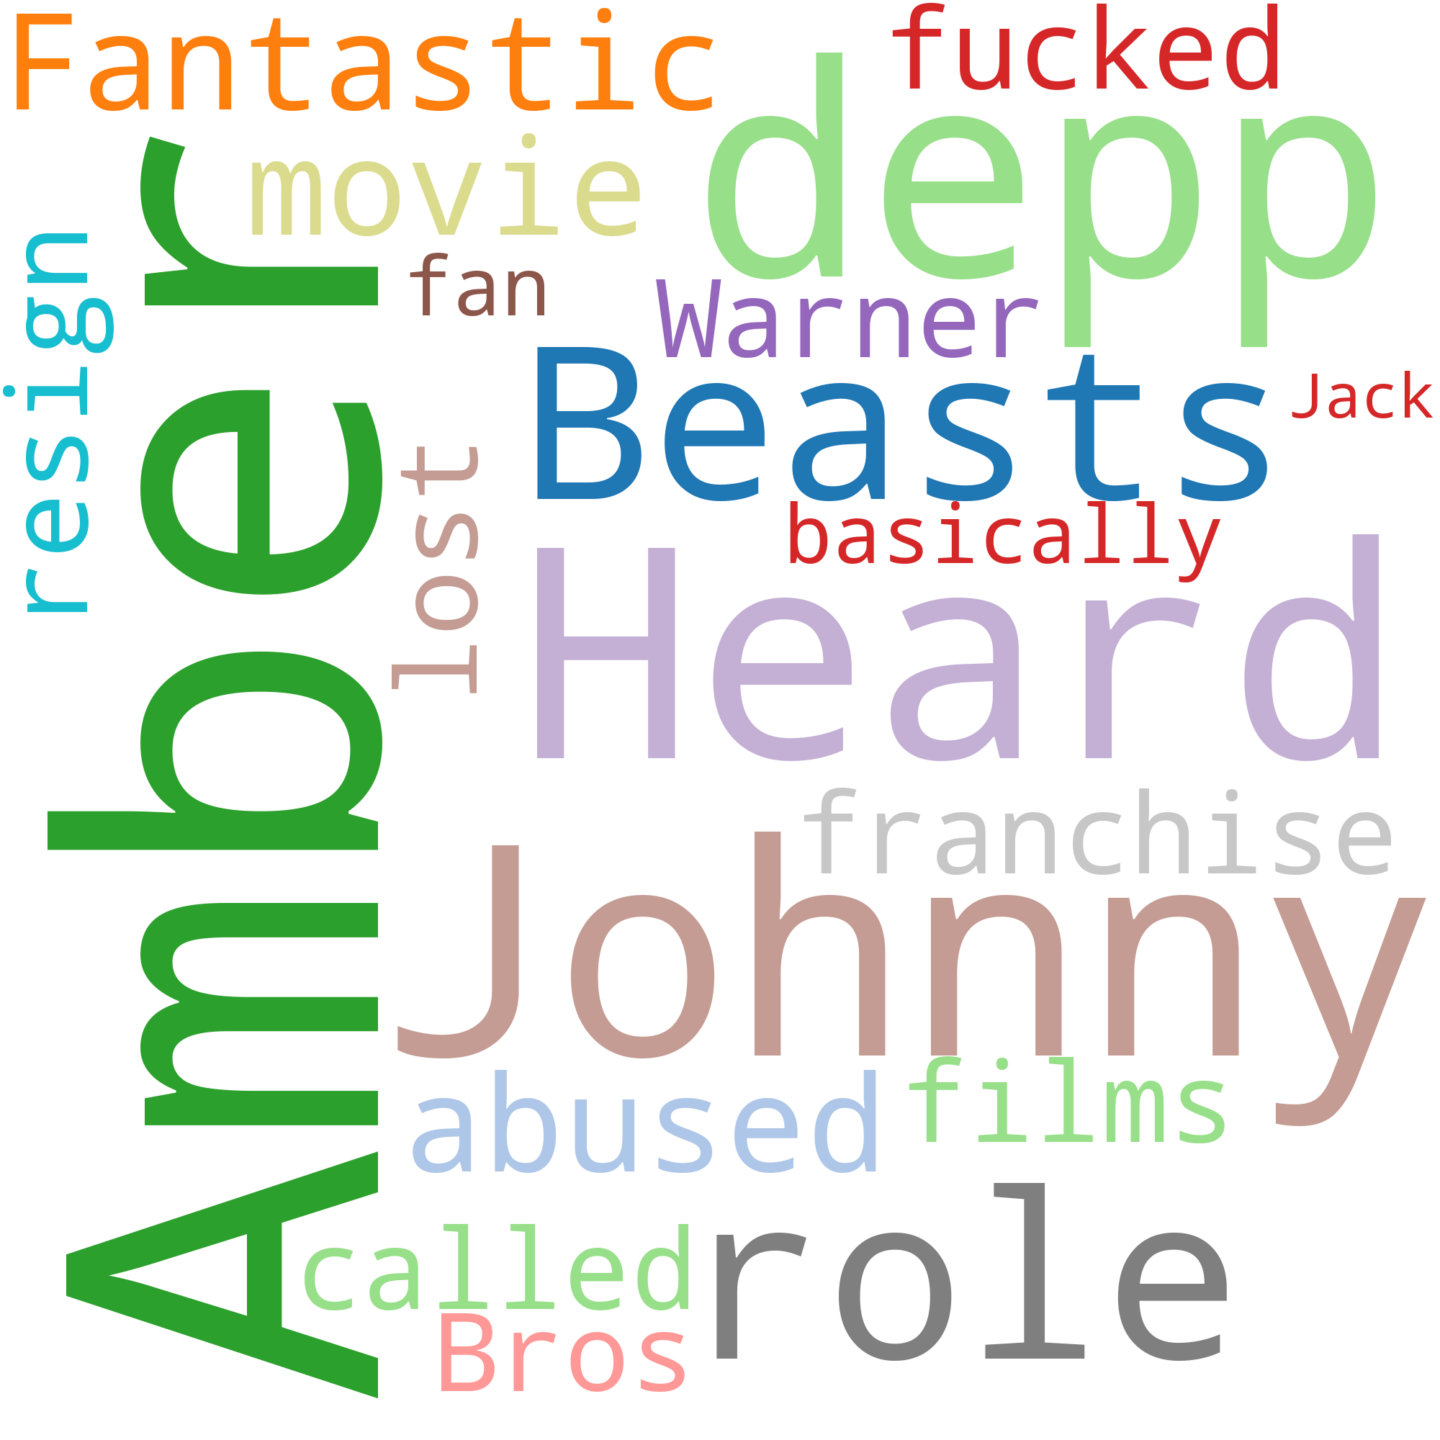 Fantastic
fucked
depp
movie
Amber
resign
fan
Warner
Beasts
Jack
lost
basically
Heard
franchise
Johnny
abused
films
role
called
Bros